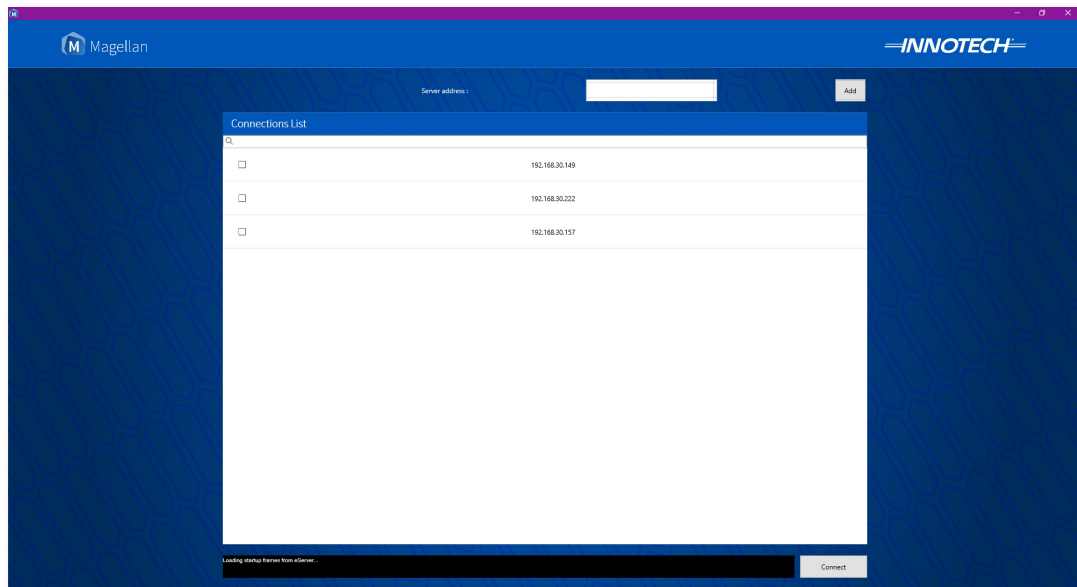 M Magellan
INNOTECH
Server address :
Add
Connections List
192.168.30.149
192.168.30.222
192.168.30.157
Loading startup frames from eServer...
Connect